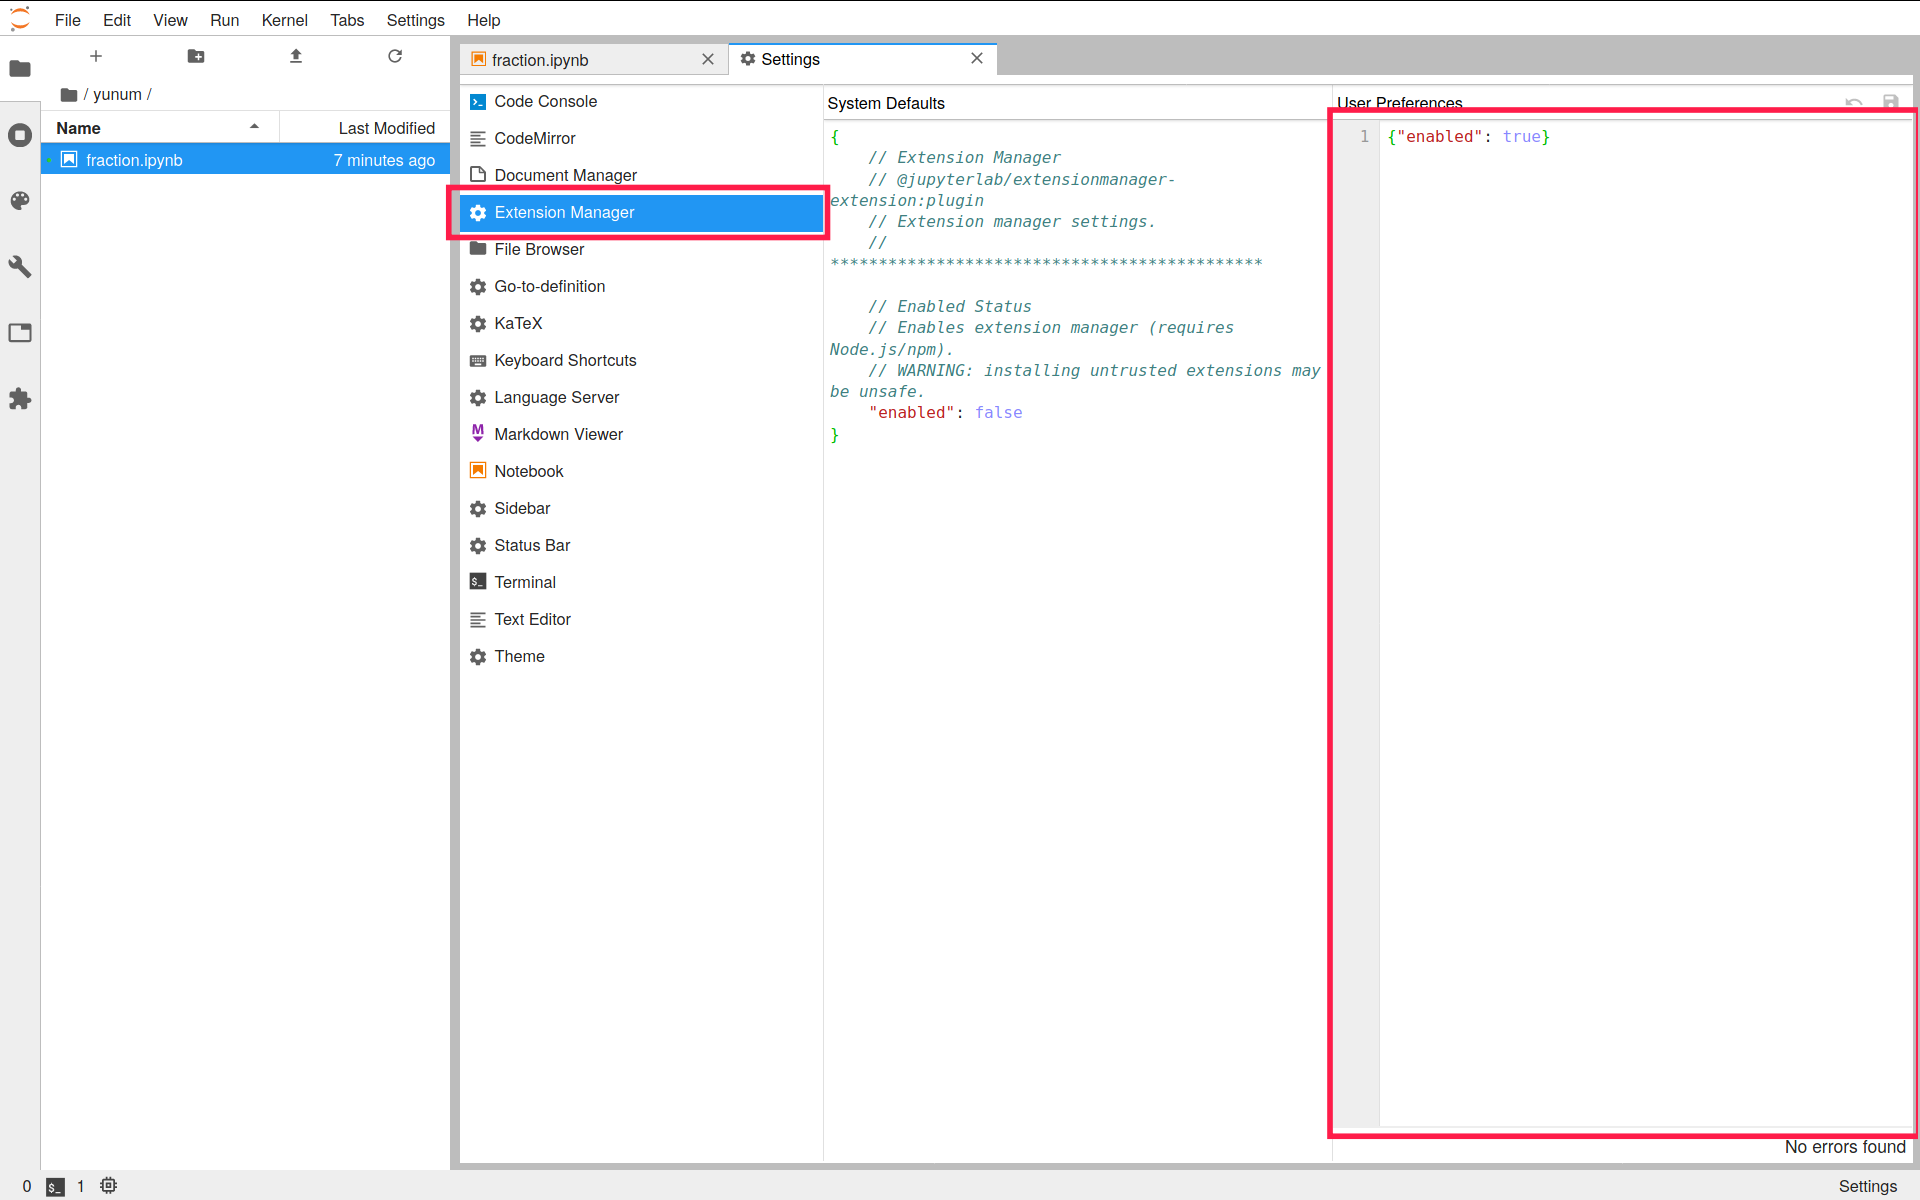 File Edit View Run Kernel Tabs Settings Help
/ yunum /
Name Last Modified
fraction.ipynb 7 minutes ago
fraction.ipynb
Settings
Code Console
CodeMirror
Document Manager
Extension Manager
File Browser
Go-to-definition
KaTeX
Keyboard Shortcuts
Language Server
Markdown Viewer
Notebook
Sidebar
Status Bar
Terminal
Text Editor
Theme
System Defaults
{
// Extension Manager
// @jupyterlab/extensionmanager-
extension:plugin
// Extension manager settings.
//
*********************************************
// Enabled Status
// Enables extension manager (requires
Node.js/npm).
// WARNING: installing untrusted extensions may
be unsafe.
"enabled": false
}
User Preferences
1 {"enabled": true}
No errors found
0 $_ 1
Settings